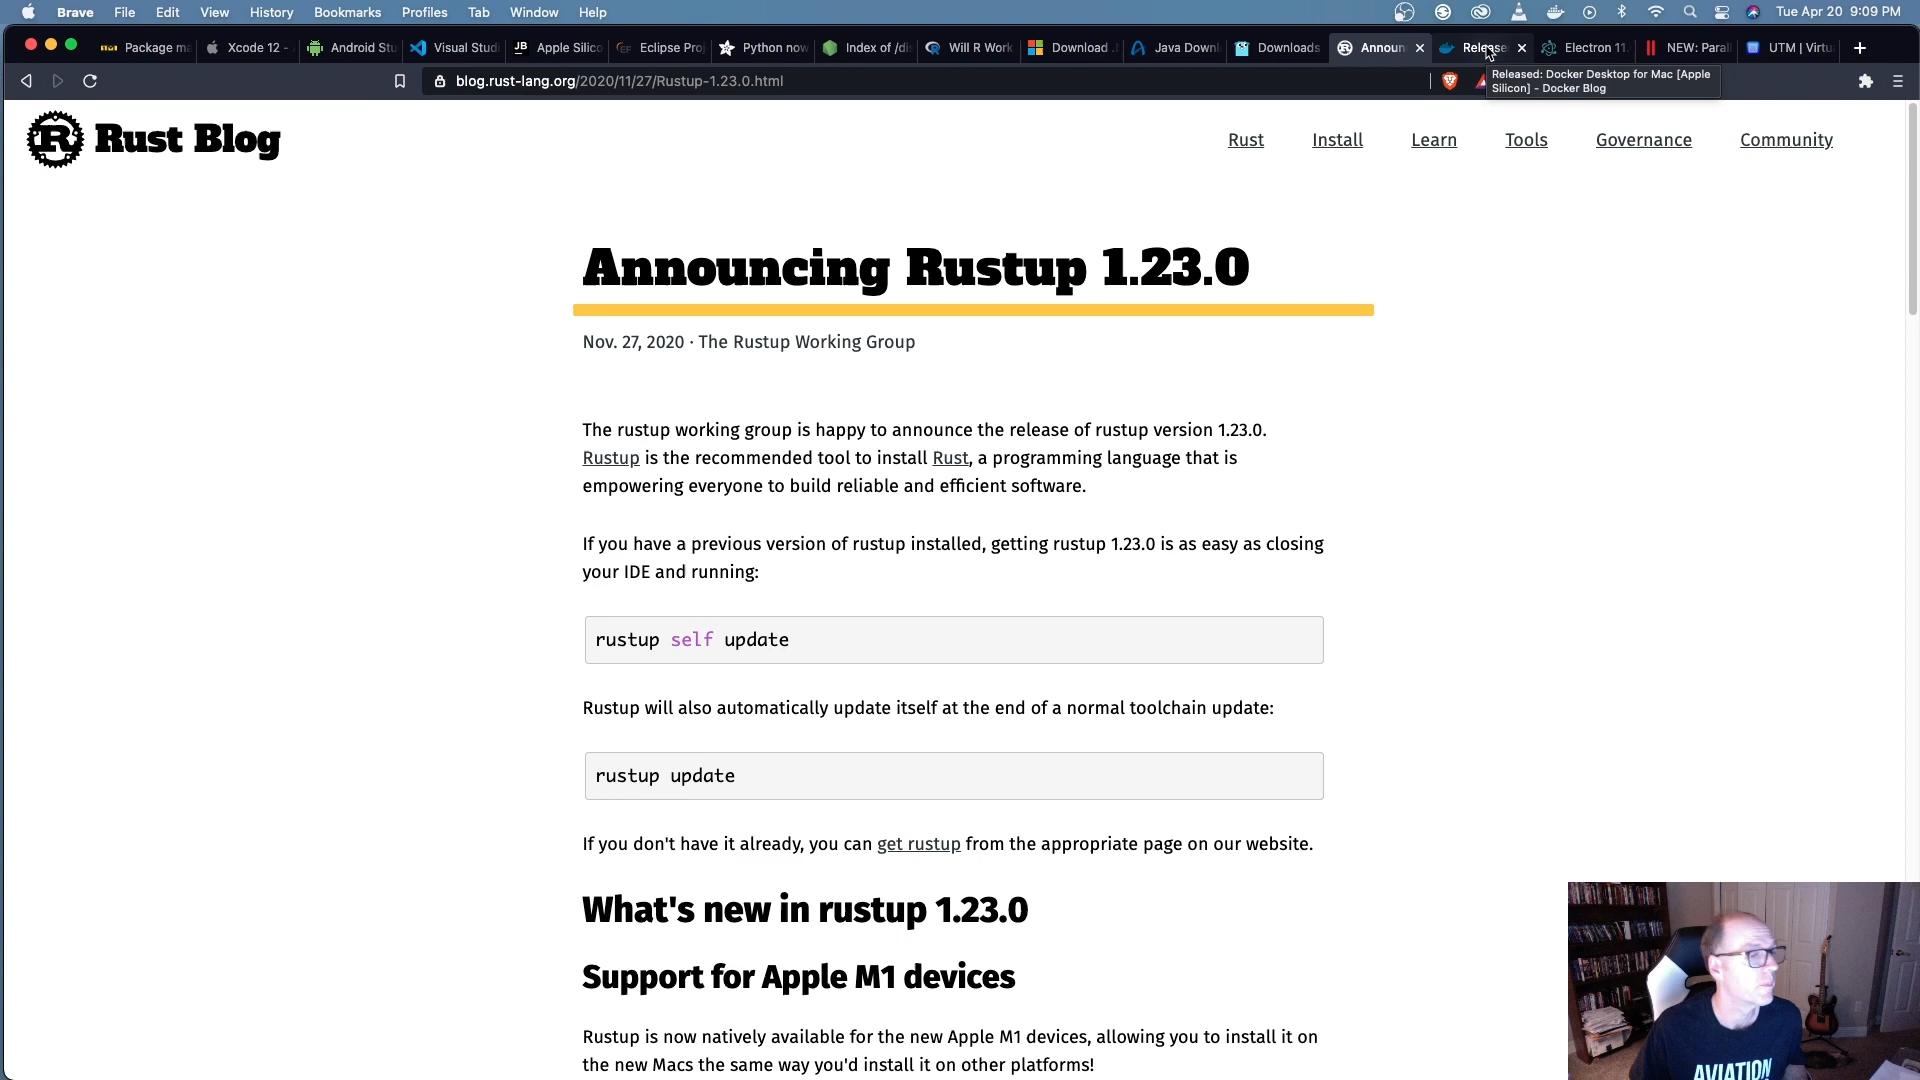 Brave File Edit View History Bookmarks Profiles Tab Window Help Tue Apr 20 9:09 PM
Package ma Xcode 12 - Android Stu Visual Studi Apple Silico Eclipse Proj Python now Index of /dis Will R Work Download . Java Downl Downloads Announ Release Electron 11. NEW: Paral UTM | Virtu
blog.rust-lang.org/2020/11/27/Rustup-1.23.0.html
Released: Docker Desktop for Mac [Apple
Silicon] - Docker Blog
Rust Blog
Rust Install Learn Tools Governance Community
Announcing Rustup 1.23.0
Nov. 27, 2020 · The Rustup Working Group
The rustup working group is happy to announce the release of rustup version 1.23.0.
Rustup is the recommended tool to install Rust, a programming language that is
empowering everyone to build reliable and efficient software.
If you have a previous version of rustup installed, getting rustup 1.23.0 is as easy as closing
your IDE and running:
rustup self update
Rustup will also automatically update itself at the end of a normal toolchain update:
rustup update
If you don't have it already, you can get rustup from the appropriate page on our website.
What's new in rustup 1.23.0
Support for Apple M1 devices
Rustup is now natively available for the new Apple M1 devices, allowing you to install it on
the new Macs the same way you'd install it on other platforms!
AVIATION